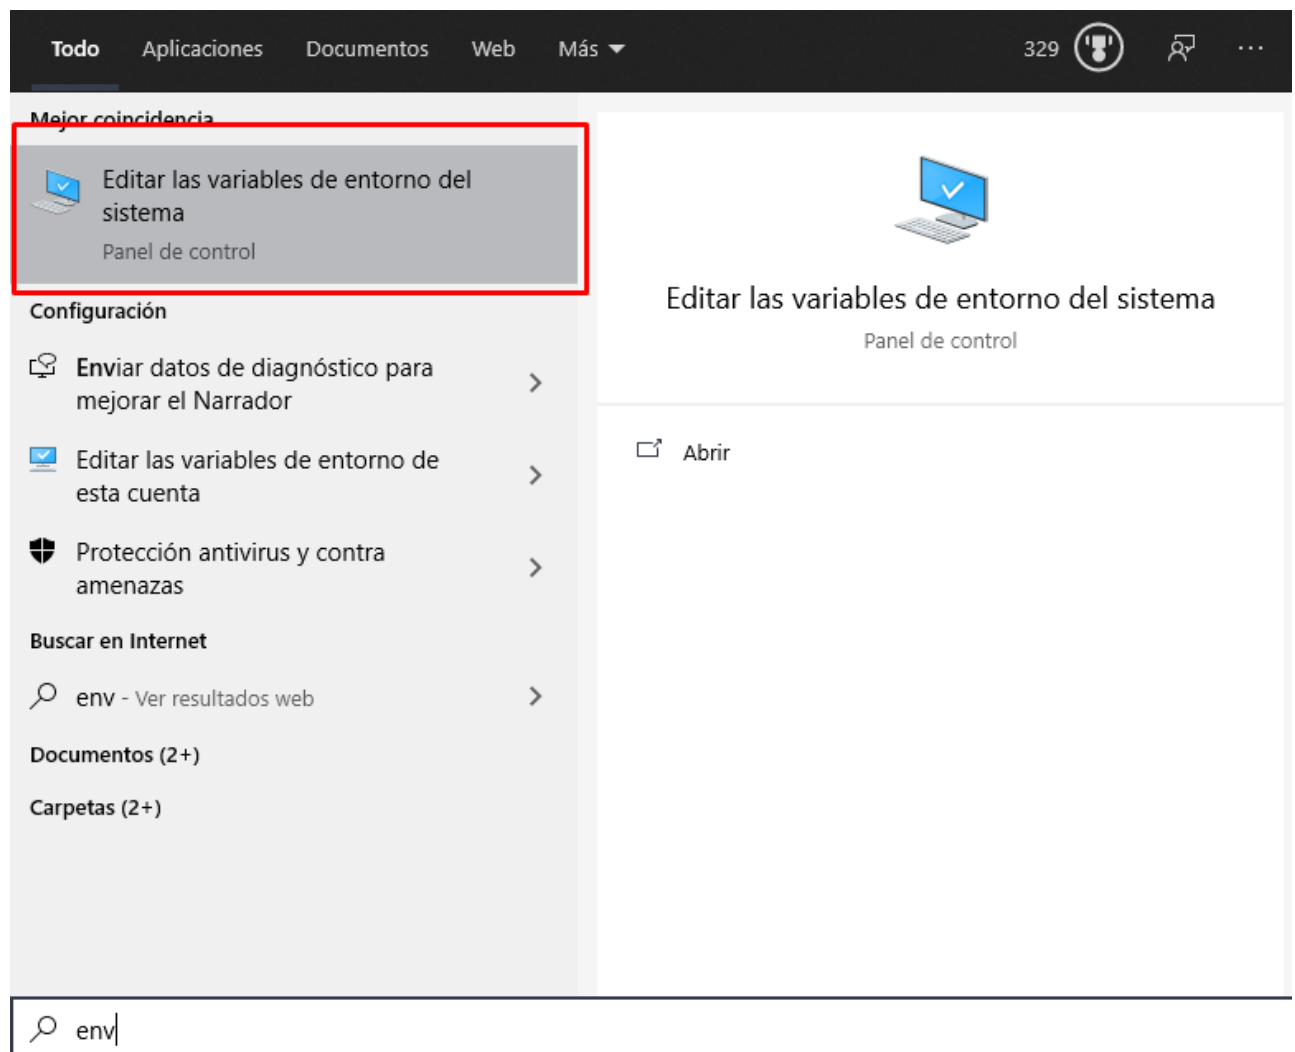 Todo Aplicaciones Documentos Web Más 329
Mejor coincidencia
Editar las variables de entorno del
sistema
Panel de control
Configuración
Enviar datos de diagnóstico para
mejorar el Narrador
Editar las variables de entorno de
esta cuenta
Protección antivirus y contra
amenazas
Buscar en Internet
env - Ver resultados web
Documentos (2+)
Carpetas (2+)
Editar las variables de entorno del sistema
Panel de control
Abrir
env